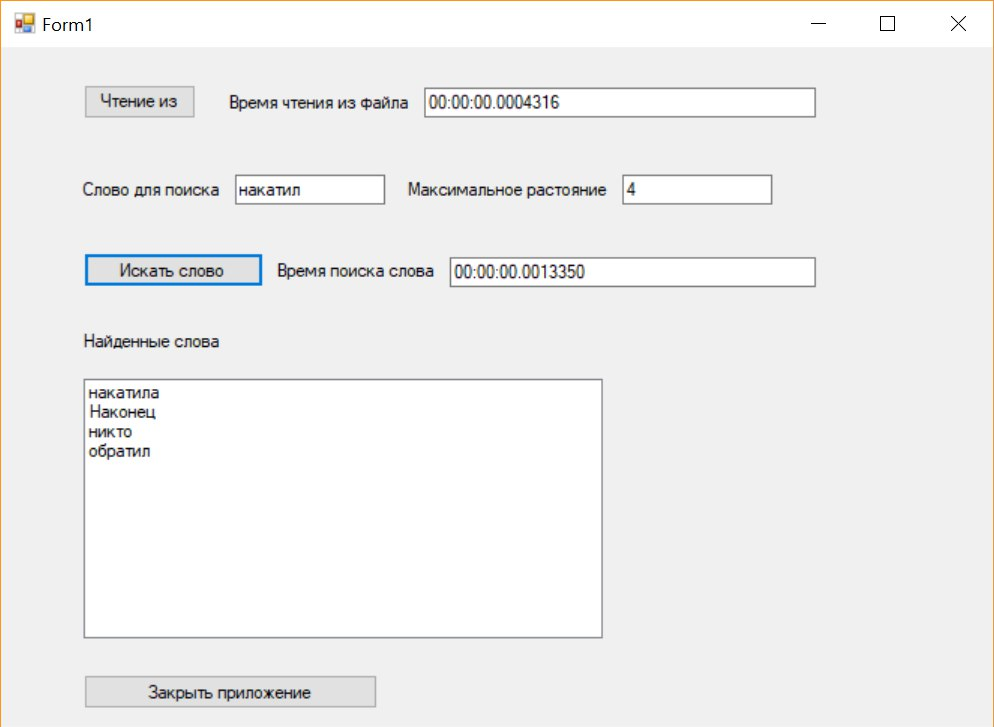 Form1
Чтение из Время чтения из файла 00:00:00.0004316
Слово для поиска накатил Максимальное растояние 4
Искать слово Время поиска слова 00:00:00.0013350
Найденные слова
накатила
Наконец
никто
обратил
Закрыть приложение